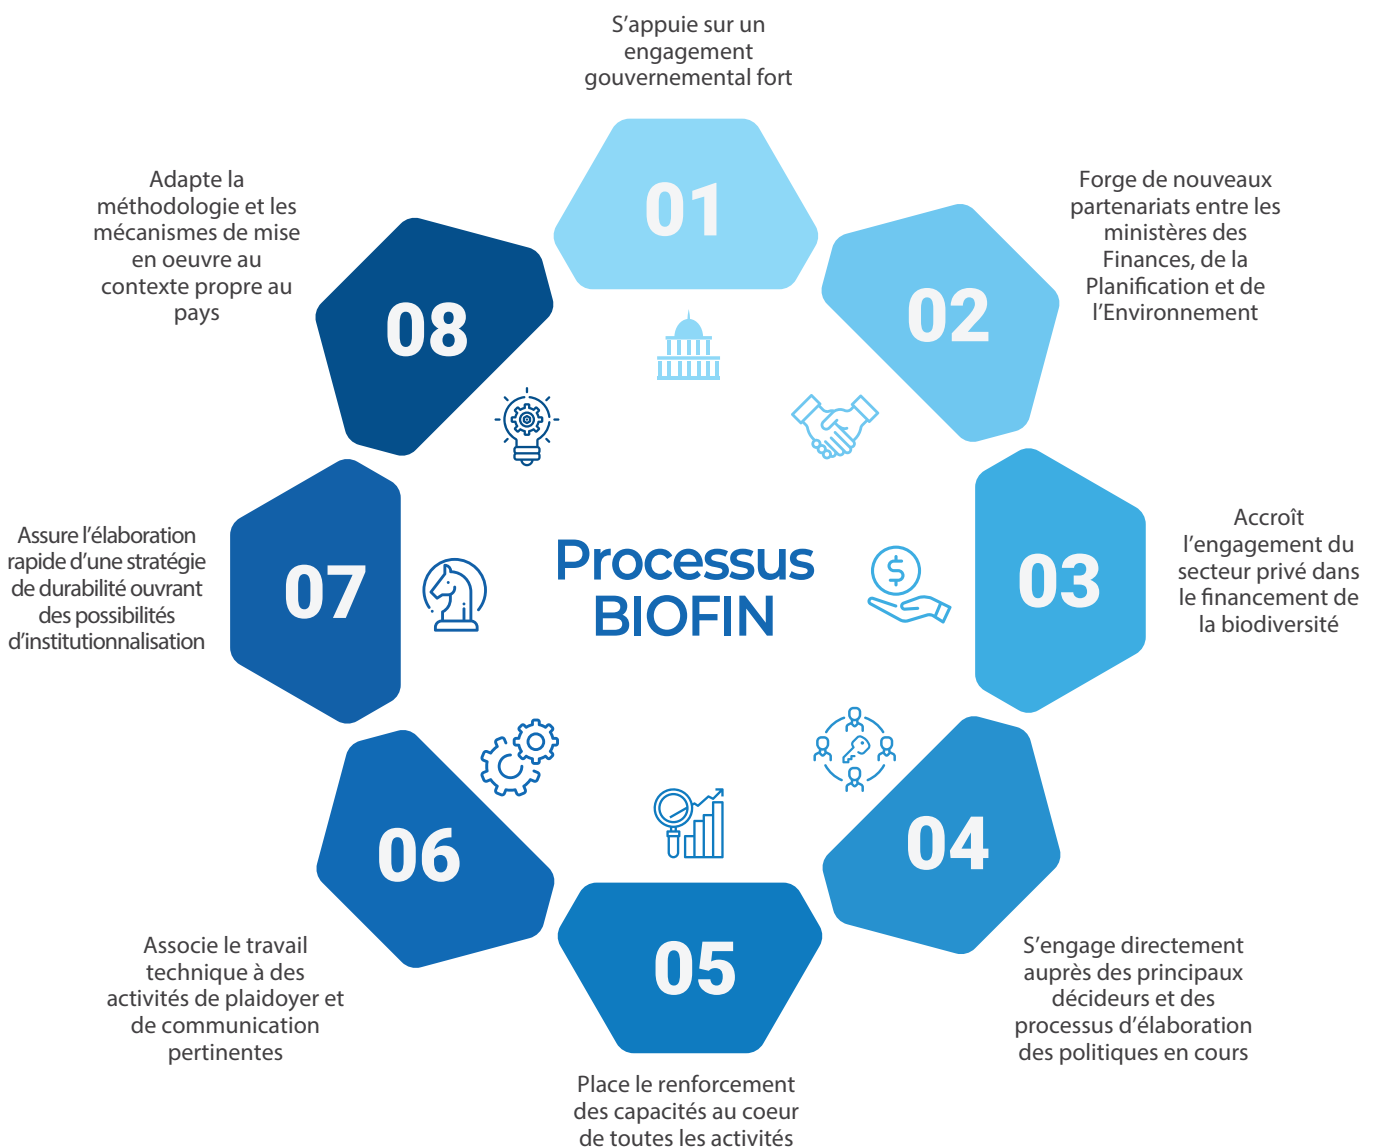 S'appuie sur un
engagement
gouvernemental fort
01
Forge de nouveaux
partenariats entre les
ministères des
Finances, de la
Planification et de
l'Environnement
02
Accroît
l'engagement du
secteur privé dans
le financement de
la biodiversité
03
S'engage directement
auprès des principaux
décideurs et des
processus d'élaboration
des politiques en cours
04
Place le renforcement
des capacités au coeur
de toutes les activités
05
Associe le travail
technique à des
activités de plaidoyer et
de communication
pertinentes
06
Assure l'élaboration
rapide d'une stratégie
de durabilité ouvrant
des possibilités
d'institutionnalisation
07
Adapte la
méthodologie et les
mécanismes de mise
en oeuvre au
contexte propre au
pays
08
Processus
BIOFIN
$